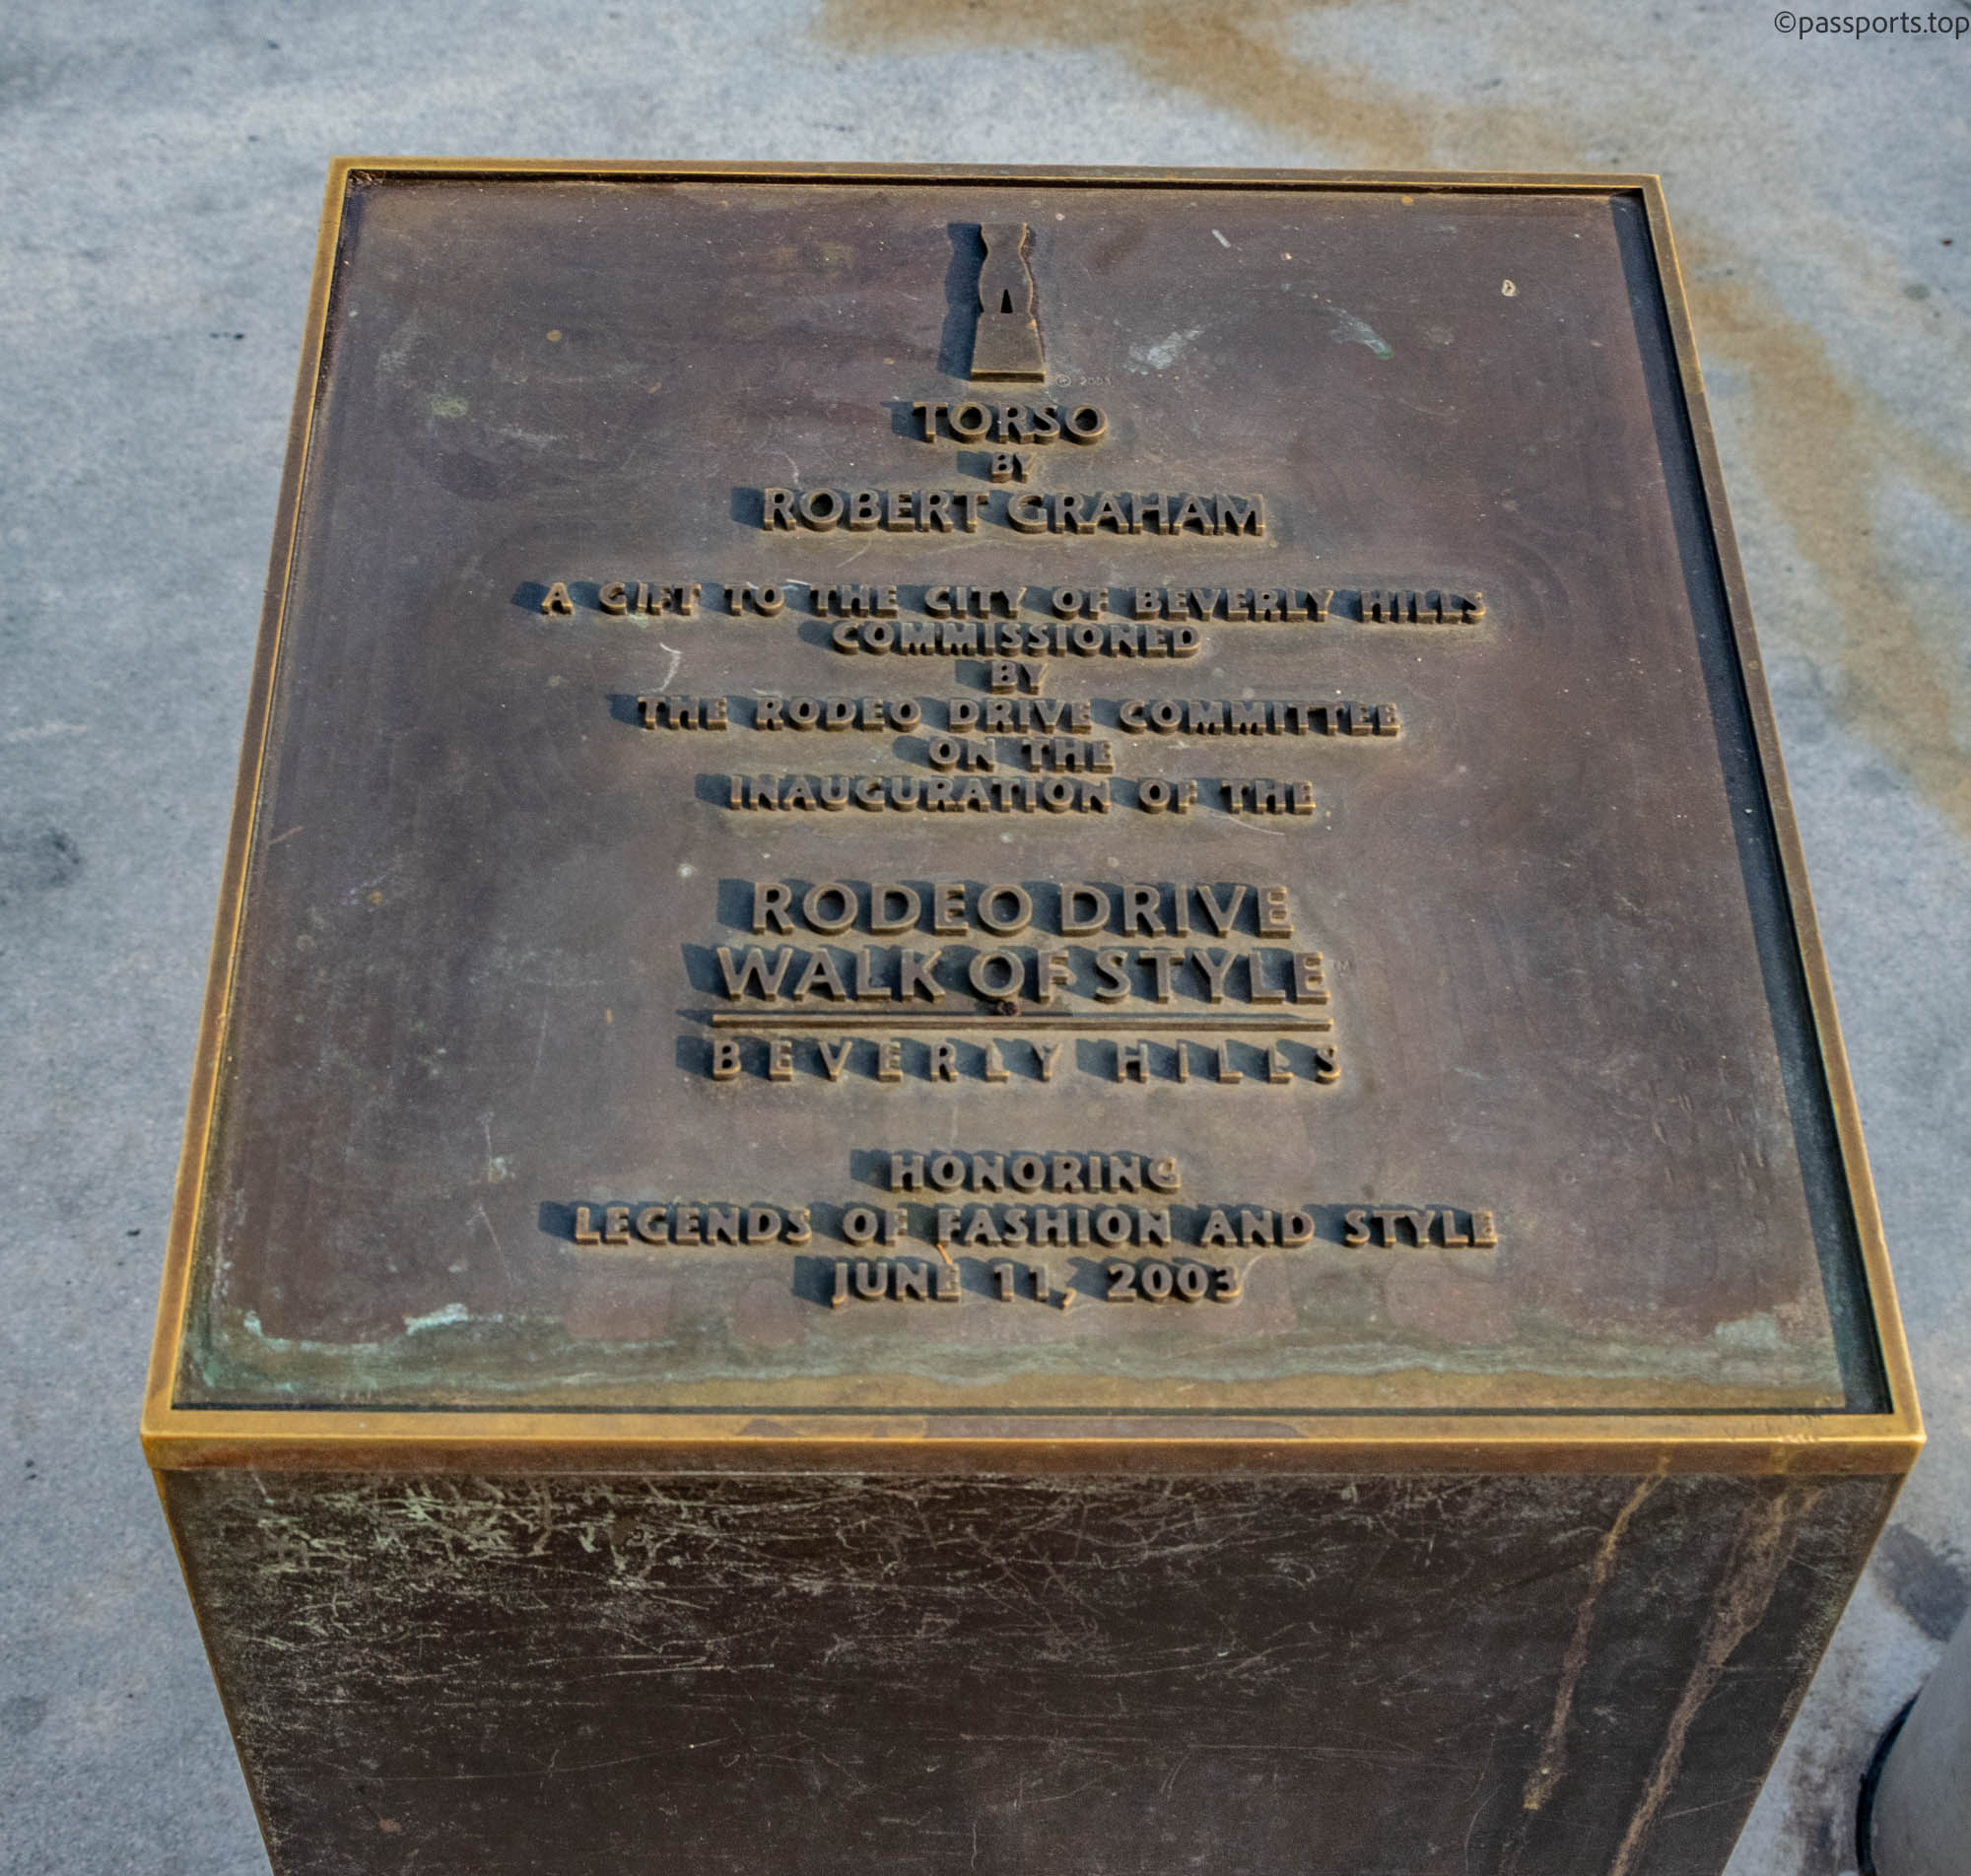 ©passports.top
© 2003
TORSO
BY
ROBERT GRAHAM
A GIFT TO THE CITY OF BEVERLY HILLS
COMMISSIONED
BY
THE RODEO DRIVE COMMITTEE
ON THE
INAUGURATION OF THE
RODEO DRIVE
WALK OF STYLE™
BEVERLY HILLS
HONORING
LEGENDS OF FASHION AND STYLE
JUNE 11, 2003